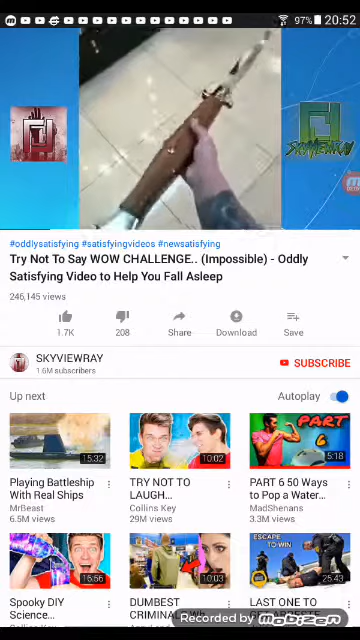 97% 20:52
#oddlysatisfying #satisfyingvideos #newsatisfying
Try Not To Say WOW CHALLENGE.. (Impossible) - Oddly
Satisfying Video to Help You Fall Asleep
246,145 views
1.7K 208 Share Download Save
SKYVIEWRAY
1.6M subscribers
SUBSCRIBE
Up next
Autoplay
15:32
Playing Battleship
With Real Ships
MrBeast
6.5M views
10:02
TRY NOT TO
LAUGH...
Collins Key
29M views
PART
6
5:18
PART 6 50 Ways
to Pop a Water...
MadShenans
3.3M views
16:56
Spooky DIY
Science...
10:03
DUMBEST
ESCAPE TO WIN
25:43
LAST ONE TO
Recorded by mobizen